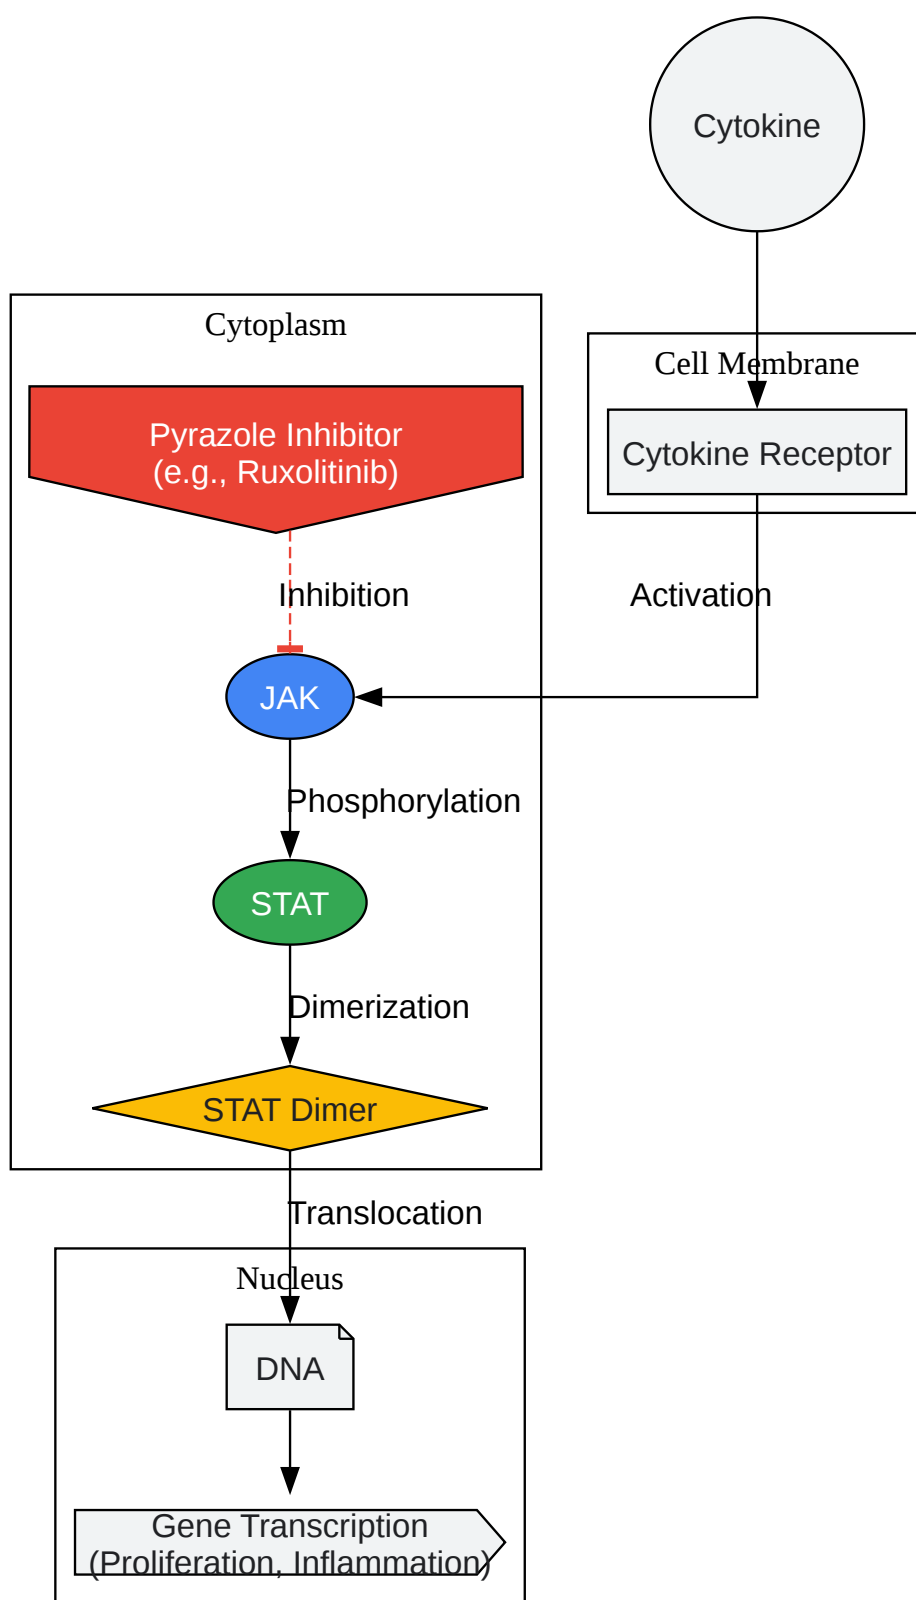 Cytokine
Cytoplasm
Cell Membrane
Pyrazole Inhibitor
(e.g., Ruxolitinib)
Cytokine Receptor
Inhibition
Activation
JAK
Phosphorylation
STAT
Dimerization
STAT Dimer
Translocation
Nucleus
DNA
Gene Transcription
(Proliferation, Inflammation)